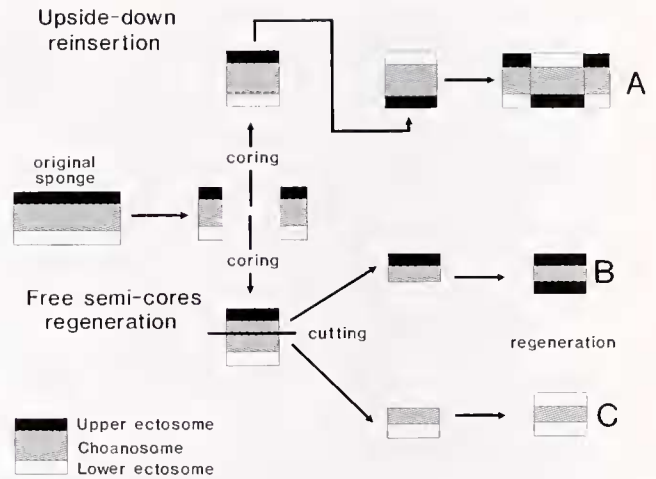 Upside-down
reinsertion
A
coring
original
sponge
coring
Free semi-cores
regeneration
cutting
B
regeneration
C
Upper ectosome
Choanosome
Lower ectosome